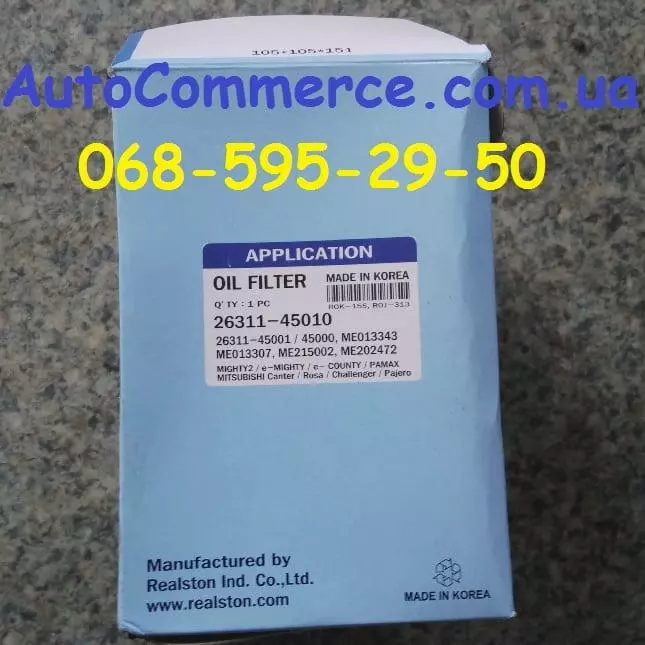 105*105*151
AutoCommerce.com.ua
068-595-29-50
APPLICATION
OIL FILTER MADE IN KOREA
Q'TY : 1 PC
ROK-155, ROJ-313
26311-45010
26311-45001 / 45000, ME013343
ME013307, ME215002, ME202472
MIGHTY2 / e-MIGHTY / e- COUNTY / PAMAX
MITSUBISHI Canter / Rosa / Challenger / Pajero
Manufactured by
Realston Ind. Co.,Ltd.
www.realston.com
MADE IN KOREA